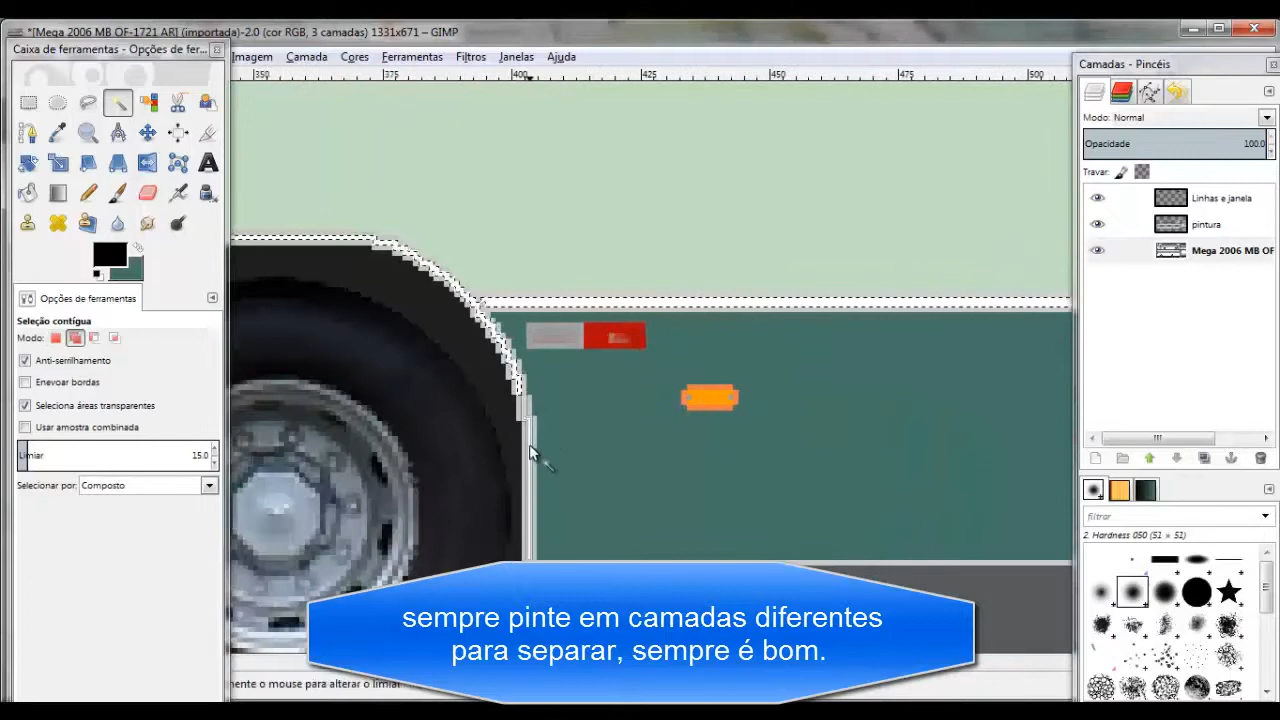 *[Mega 2006 MB OF-1721 AR] (importada)-2.0 (cor RGB, 3 camadas) 1331x671 – GIMP
Caixa de ferramentas - Opções de fer...
Imagem Camada Cores Ferramentas Filtros Janelas Ajuda
350 375 400 425 450 475 500
Opções de ferramentas
Seleção contígua
Modo:
Anti-serrilhamento
Enevoar bordas
Seleciona áreas transparentes
Usar amostra combinada
Limiar 15.0
Selecionar por: Composto
Camadas - Pincéis
Modo: Normal
Opacidade 100.0
Travar:
Linhas e janela
pintura
Mega 2006 MB OF
filtrar
2. Hardness 050 (51 × 51)
sempre pinte em camadas diferentes
para separar, sempre é bom.
mente o mouse para alterar o limiar